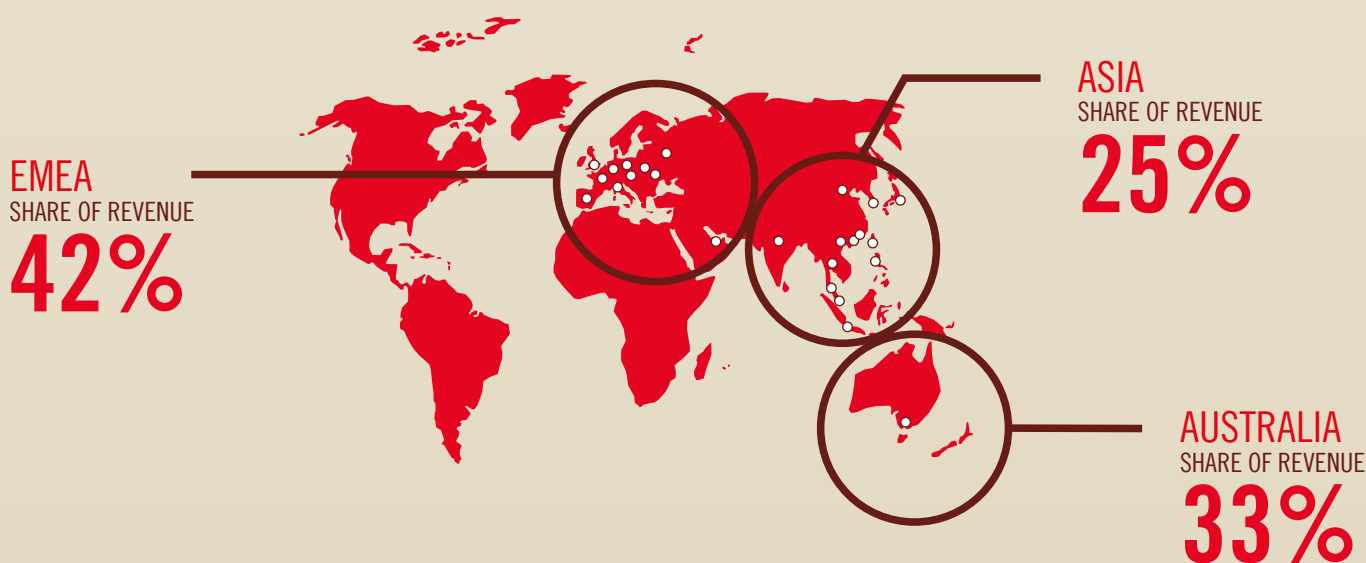 EMEA
SHARE OF REVENUE
42%
ASIA
SHARE OF REVENUE
25%
AUSTRALIA
SHARE OF REVENUE
33%